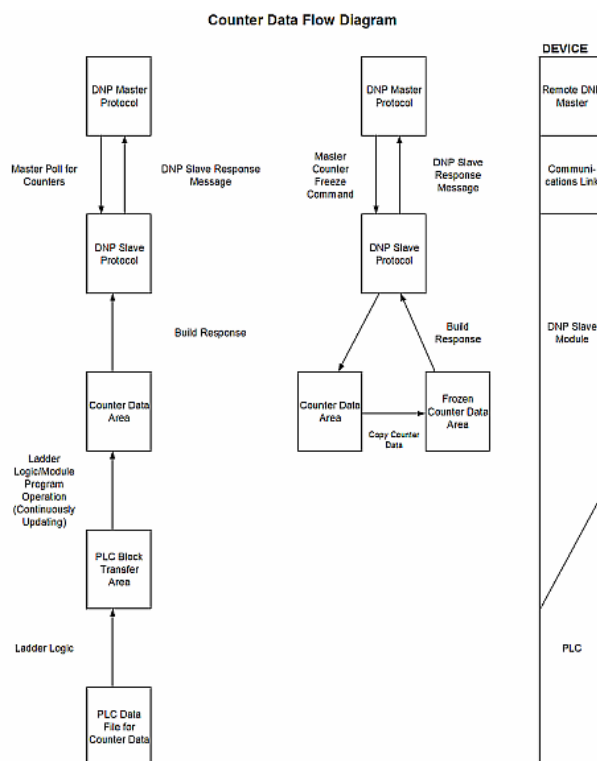 Counter Data Flow Diagram
DEVICE
DNP Master
Protocol
DNP Master
Protocol
Remote DNP
Master
Master Poll for
Counters
DNP Slave Response
Message
Master
Counter
Freeze
Command
DNP Slave
Response
Message
Communi-
cations Link
DNP Slave
Protocol
DNP Slave
Protocol
Build Response
Build
Response
DNP Slave
Module
Counter Data
Area
Counter Data
Area
Frozen
Counter Data
Area
Copy Counter
Data
Ladder
Logic/Module
Program
Operation
(Continuously
Updating)
PLC Block
Transfer
Area
Ladder Logic
PLC
PLC Data
File for
Counter Data